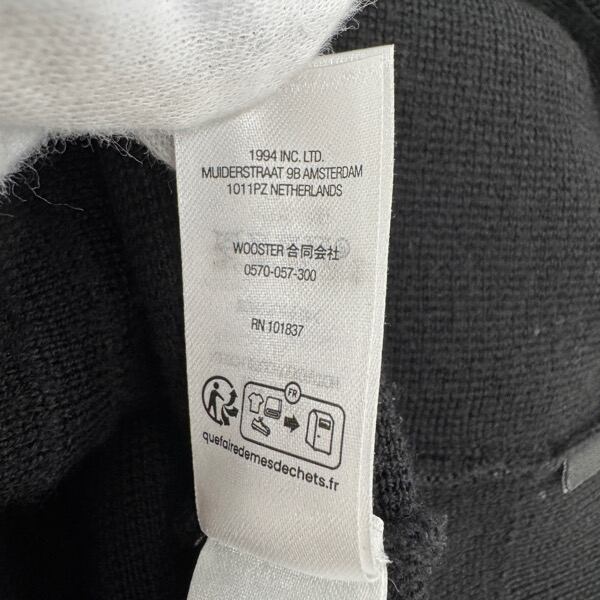 1994 INC. LTD.
MUIDERSTRAAT 9B AMSTERDAM
1011PZ NETHERLANDS
WOOSTER 合同会社
0570-057-300
RN 101837
FR
quefairedemesdechets.fr